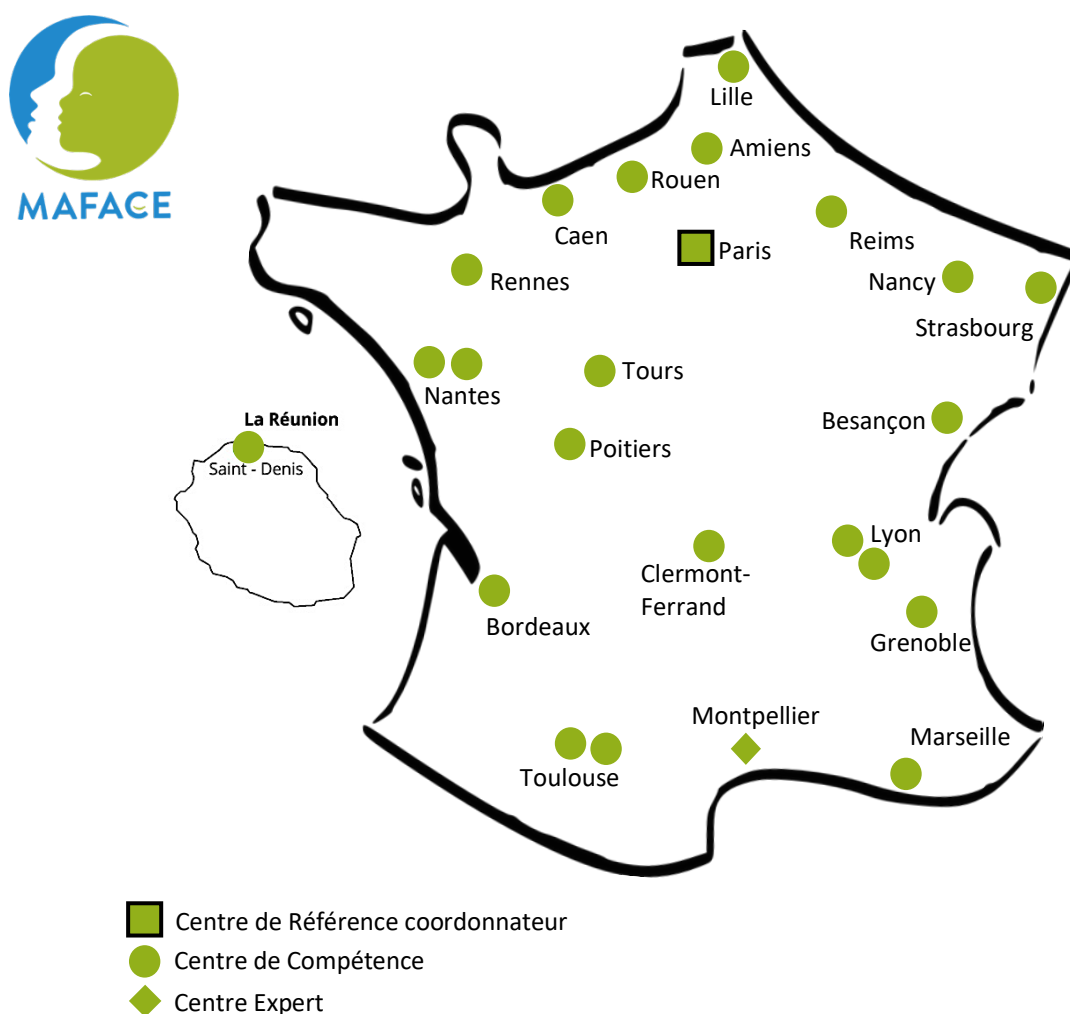 MAFACE
Lille
Amiens
Rouen
Caen
Reims
Paris
Rennes
Nancy
Strasbourg
Nantes
Tours
Besançon
La Réunion
Saint - Denis
Poitiers
Lyon
Clermont-
Ferrand
Bordeaux
Grenoble
Montpellier
Marseille
Toulouse
Centre de Référence coordonnateur
Centre de Compétence
Centre Expert